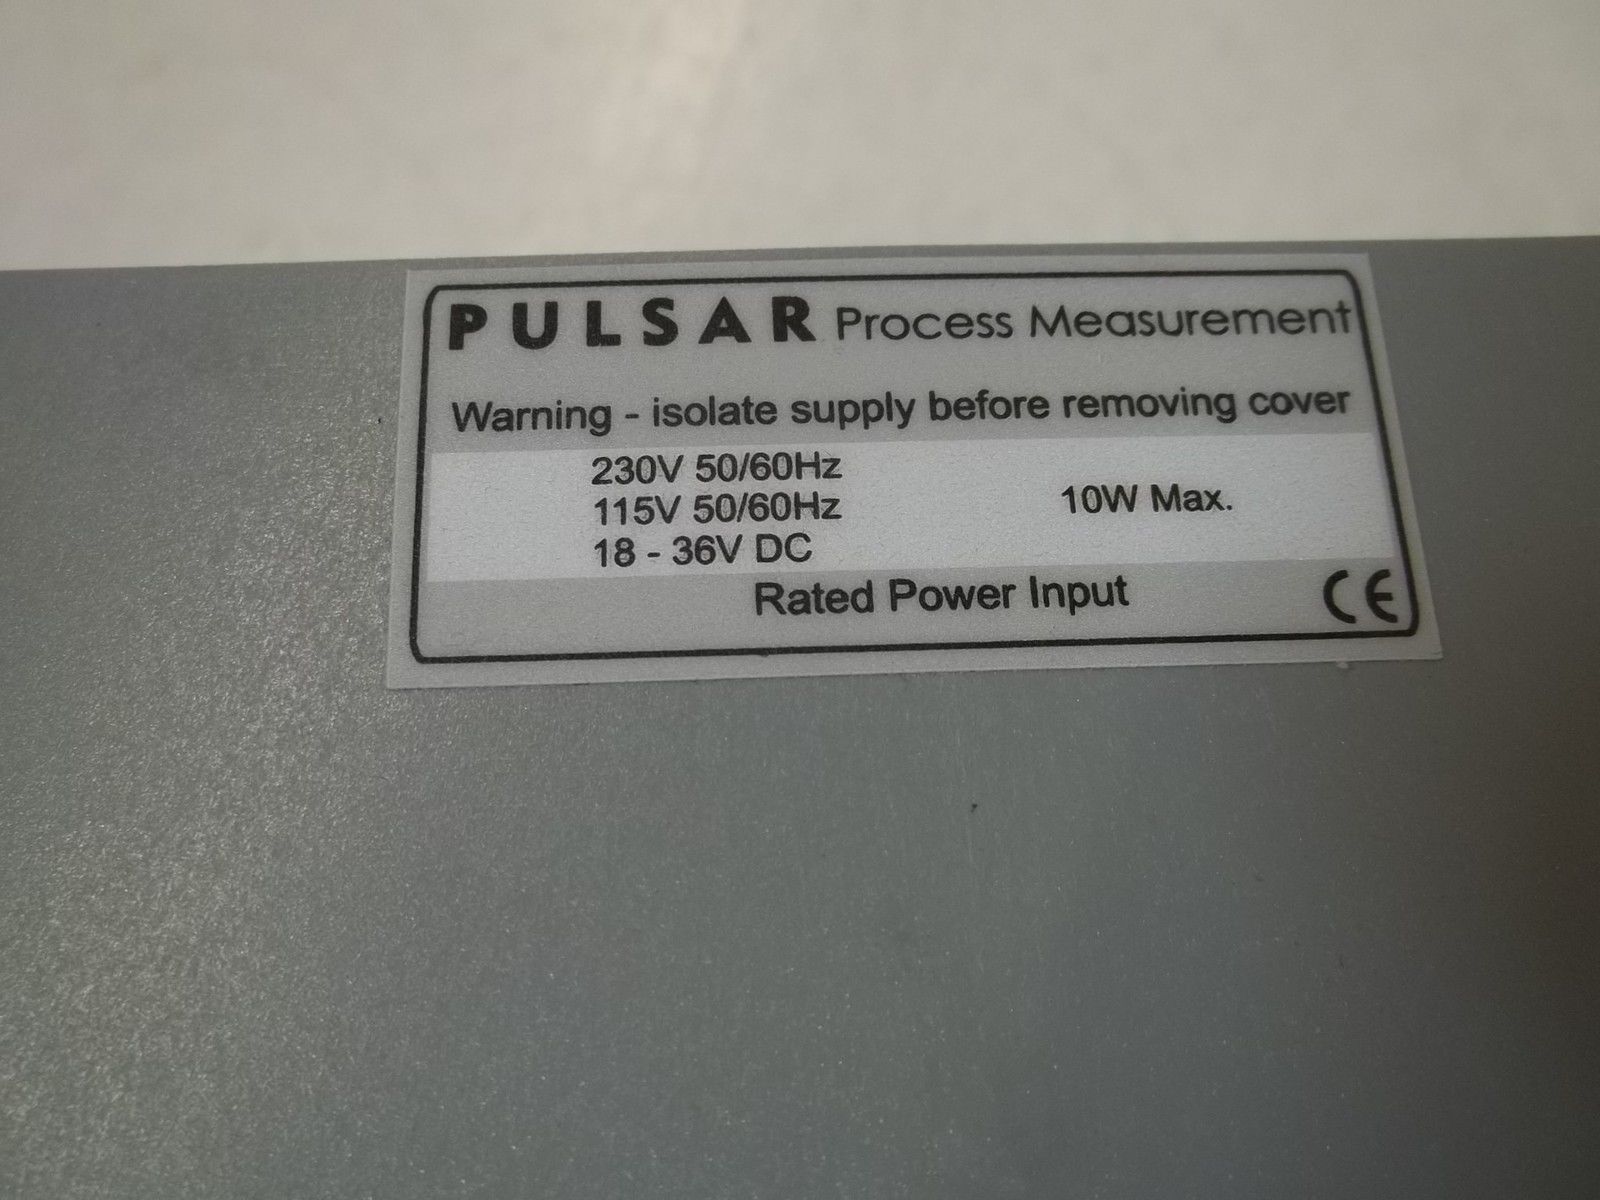 PULSAR Process Measurement
Warning - isolate supply before removing cover
230V 50/60Hz
115V 50/60Hz
18 - 36V DC
10W Max.
Rated Power Input
CE